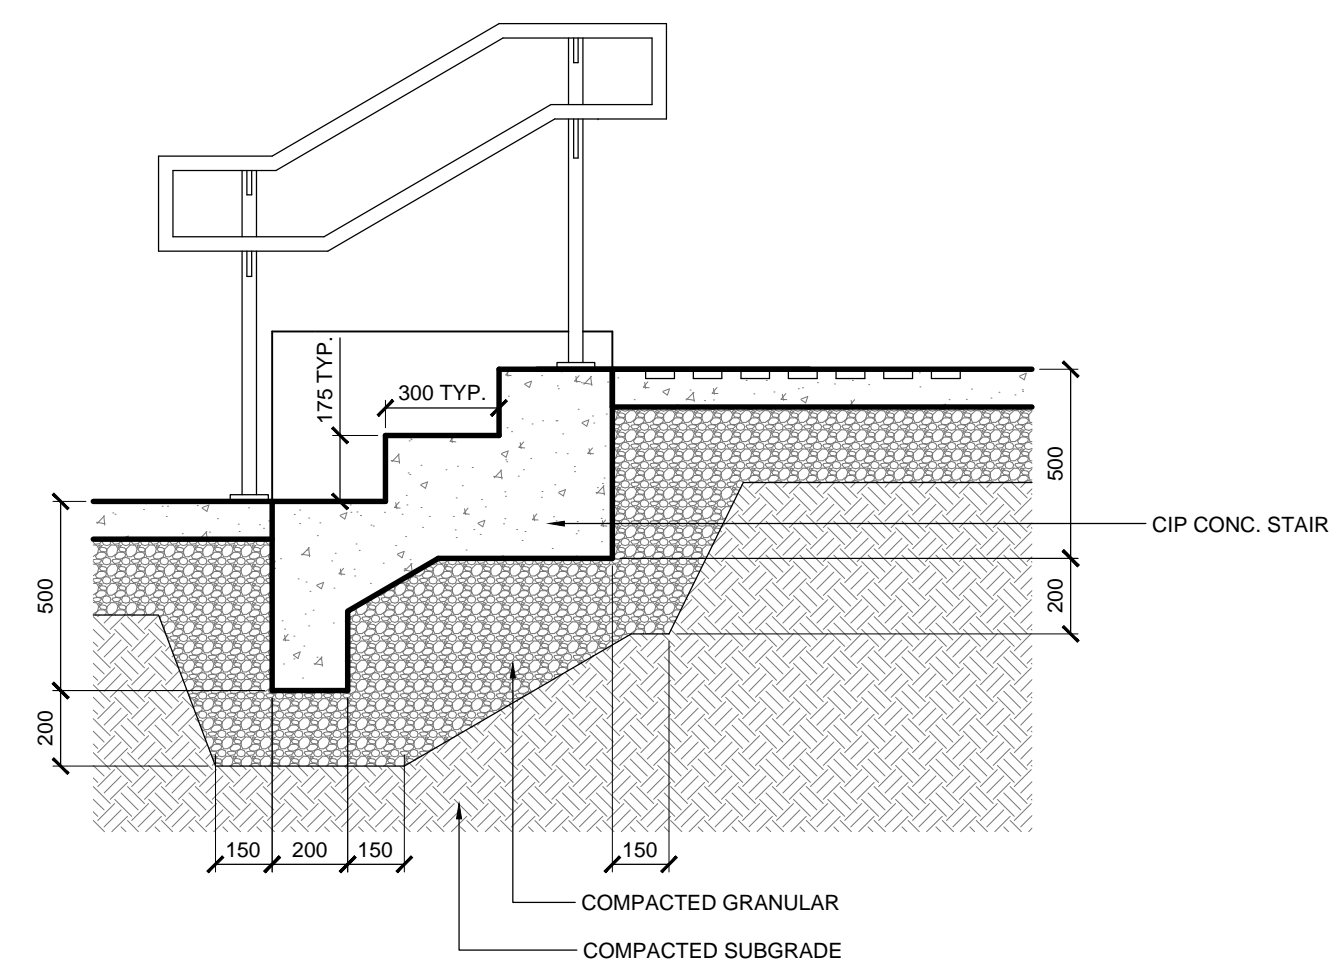 175 TYP.
300 TYP.
500
CIP CONC. STAIR
500
200
200
150
200
150
150
COMPACTED GRANULAR
COMPACTED SUBGRADE